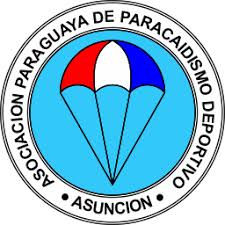 ASOCIACION PARAGUAYA DE PARACAIDISMO DEPORTIVO
• ASUNCION •